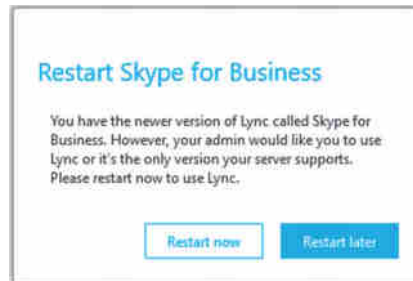 Restart Skype for Business
You have the newer version of Lync called Skype for
Business. However, your admin would like you to use
Lync or it's the only version your server supports.
Please restart now to use Lync.
Restart now
Restart later